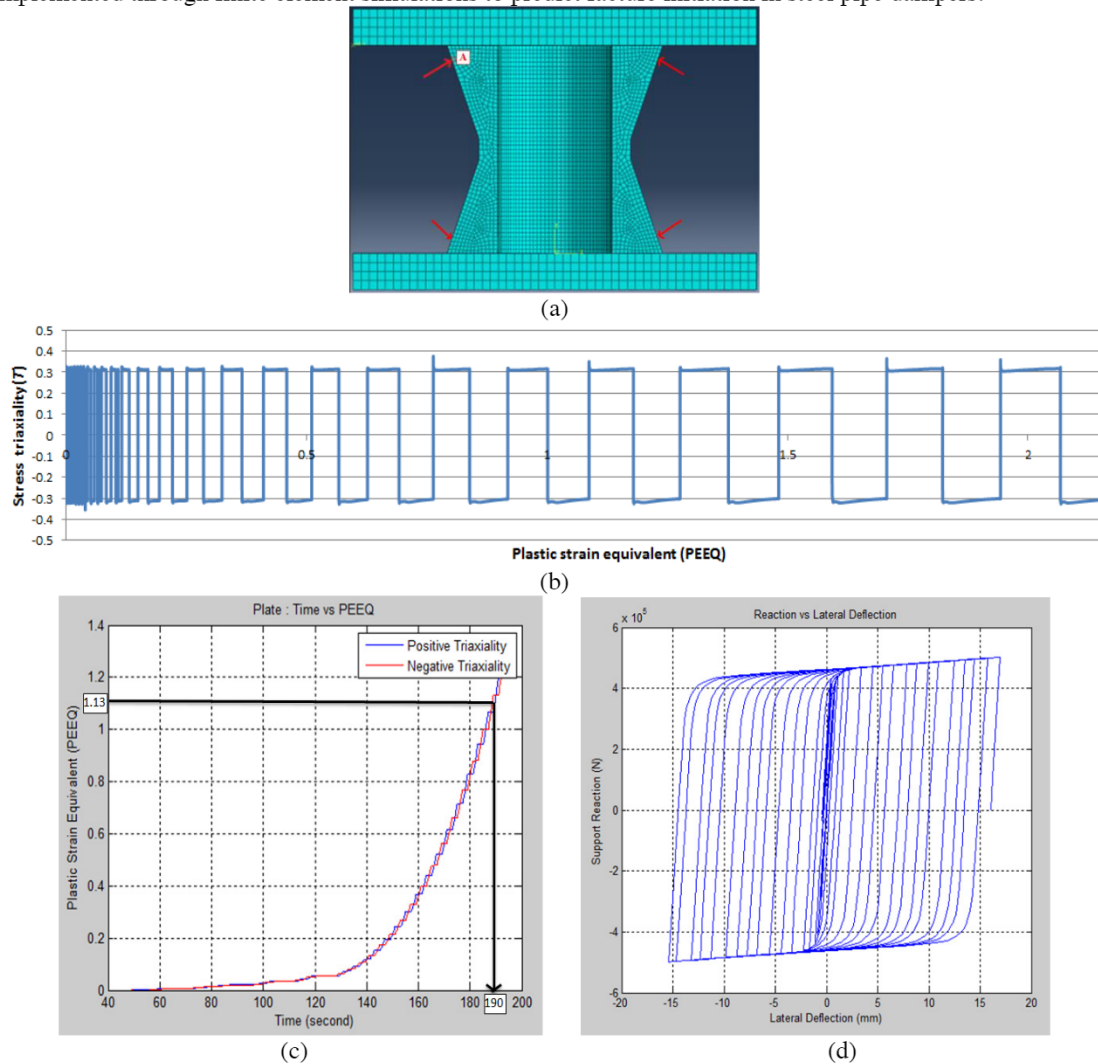 implemented through finite element simulations to predict facture initiation in steel pipe dampers.
A
(a)
0.5
0.4
0.3
0.2
0.1
0
-0.1
-0.2
-0.3
-0.4
-0.5
Stress triaxiality(T)
0 0.5 1 1.5 2
Plastic strain equivalent (PEEQ)
(b)
Plate : Time vs PEEQ
Positive Triaxiality
Negative Triaxiality
1.4
1.2
1.13
1
0.8
0.6
0.4
0.2
0
Plastic Strain Equivalent (PEEQ)
40 60 80 100 120 140 160 180 190 200
Time (second)
(c)
Reaction vs Lateral Deflection
x 10^5
6
4
2
0
-2
-4
-6
Support Reaction (N)
-20 -15 -10 -5 0 5 10 15 20
Lateral Deflection (mm)
(d)